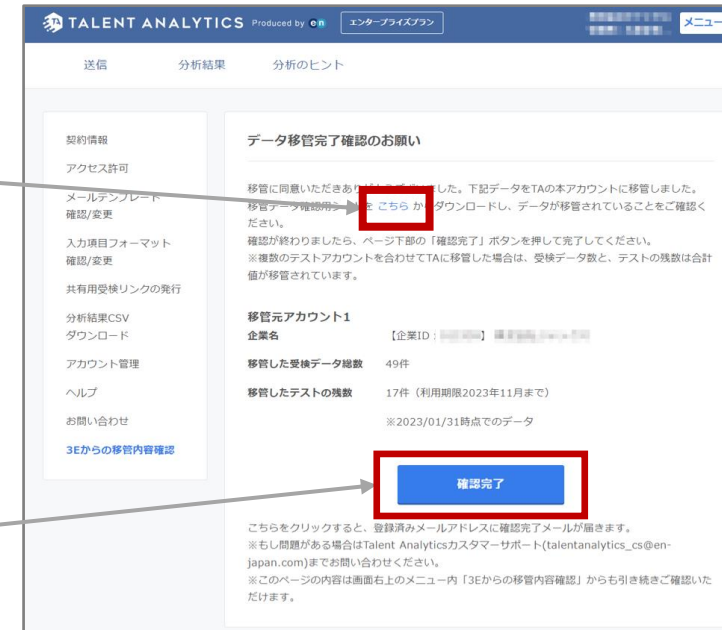 TALENT ANALYTICS Produced by en エンタープライズプラン
メニュー
送信 分析結果 分析のヒント
契約情報
アクセス許可
メールテンプレート
確認/変更
入力項目フォーマット
確認/変更
共有用受検リンクの発行
分析結果CSV
ダウンロード
アカウント管理
ヘルプ
お問い合わせ
3Eからの移管内容確認
データ移管完了確認のお願い
移管に同意いただきあり した。下記データをTAの本アカウントに移管しました。
移管データ確認用 を こちら からダウンロードし、データが移管されていることをご確認く
ださい。
確認が終わりましたら、ページ下部の「確認完了」ボタンを押して完了してください。
※複数のテストアカウントを合わせてTAに移管した場合は、受検データ数と、テストの残数は合計
値が移管されています。
移管元アカウント1
企業名 【企業ID: 】
移管した受検データ総数 49件
移管したテストの残数 17件（利用期限2023年11月まで）
※2023/01/31時点でのデータ
確認完了
こちらをクリックすると、登録済みメールアドレスに確認完了メールが届きます。
※もし問題がある場合はTalent Analyticsカスタマーサポート(talentanalytics_cs@en-
japan.com)までお問い合わせください。
※このページの内容は画面右上のメニュー内「3Eからの移管内容確認」からも引き続きご確認いた
だけます。